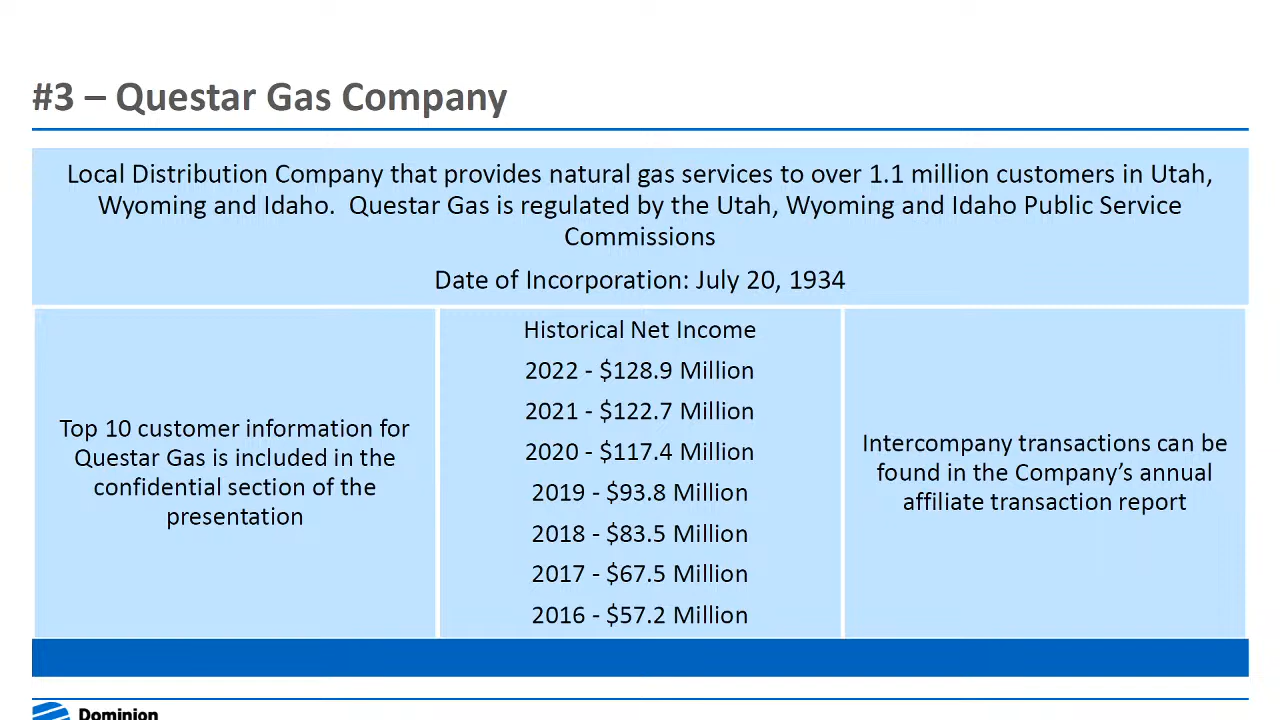 #3 – Questar Gas Company
Local Distribution Company that provides natural gas services to over 1.1 million customers in Utah,
Wyoming and Idaho.  Questar Gas is regulated by the Utah, Wyoming and Idaho Public Service
Commissions
Date of Incorporation: July 20, 1934
Top 10 customer information for
Questar Gas is included in the
confidential section of the
presentation
Historical Net Income
2022 - $128.9 Million
2021 - $122.7 Million
2020 - $117.4 Million
2019 - $93.8 Million
2018 - $83.5 Million
2017 - $67.5 Million
2016 - $57.2 Million
Intercompany transactions can be
found in the Company’s annual
affiliate transaction report
Dominion